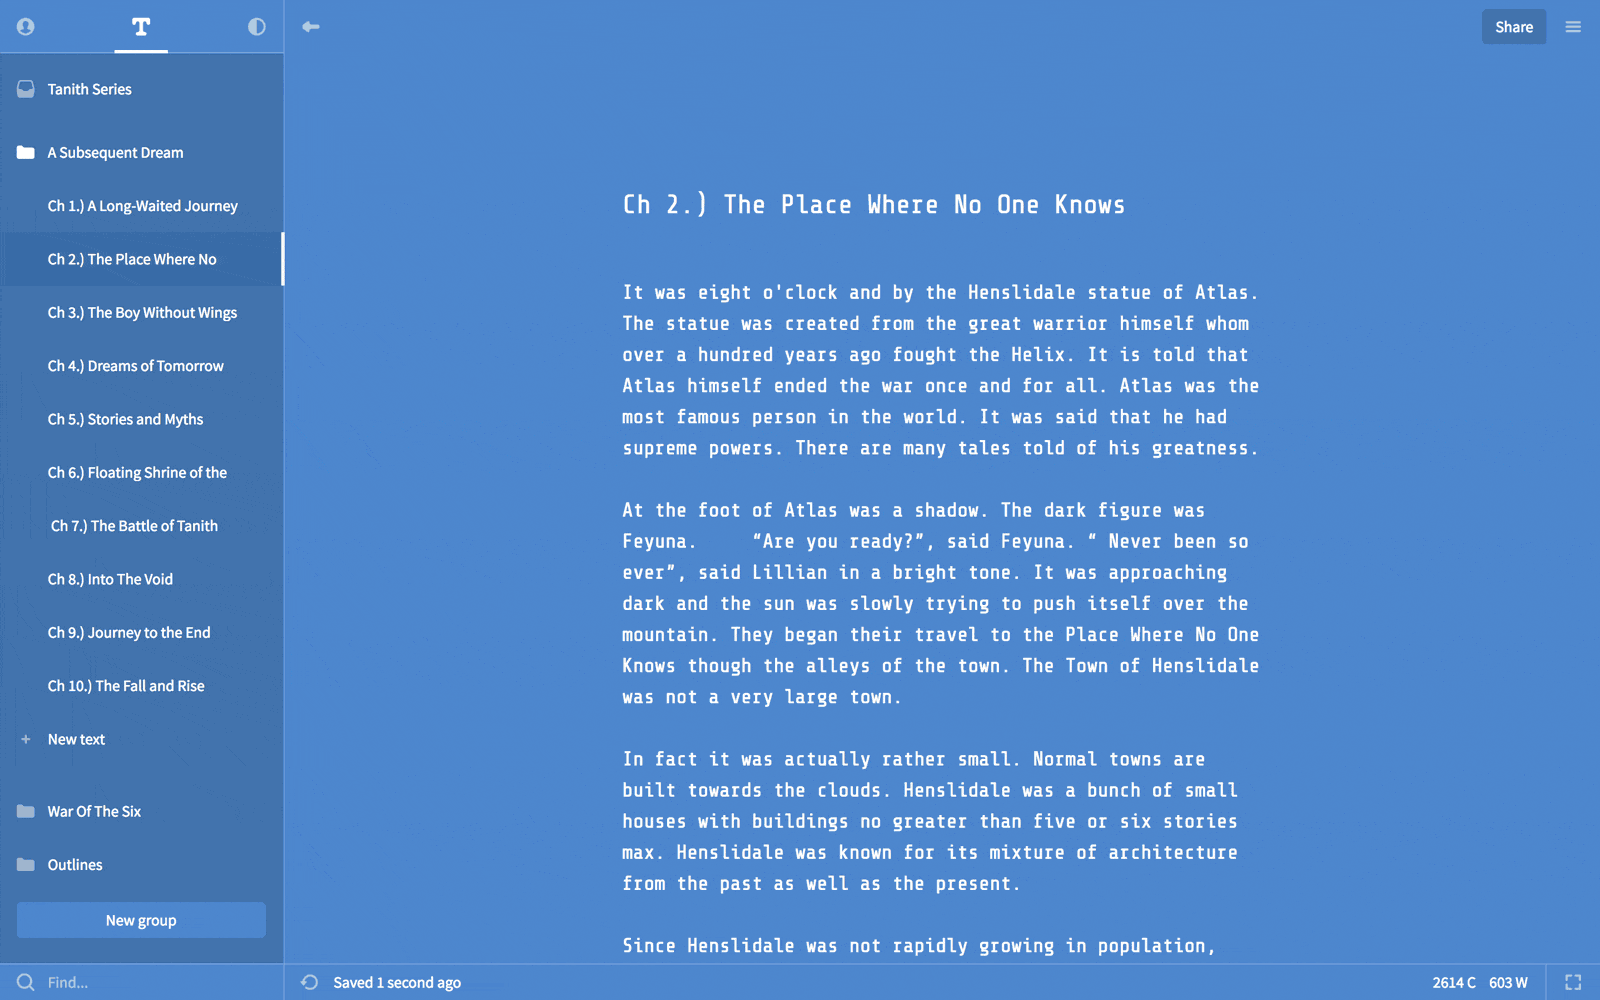 T
Share
Tanith Series
A Subsequent Dream
Ch 1.) A Long-Waited Journey
Ch 2.) The Place Where No
Ch 3.) The Boy Without Wings
Ch 4.) Dreams of Tomorrow
Ch 5.) Stories and Myths
Ch 6.) Floating Shrine of the
Ch 7.) The Battle of Tanith
Ch 8.) Into The Void
Ch 9.) Journey to the End
Ch 10.) The Fall and Rise
+ New text
War Of The Six
Outlines
New group
Find...
Ch 2.) The Place Where No One Knows
It was eight o'clock and by the Henslidale statue of Atlas.
The statue was created from the great warrior himself whom
over a hundred years ago fought the Helix. It is told that
Atlas himself ended the war once and for all. Atlas was the
most famous person in the world. It was said that he had
supreme powers. There are many tales told of his greatness.
At the foot of Atlas was a shadow. The dark figure was
Feyuna.     “Are you ready?”, said Feyuna. “ Never been so
ever”, said Lillian in a bright tone. It was approaching
dark and the sun was slowly trying to push itself over the
mountain. They began their travel to the Place Where No One
Knows though the alleys of the town. The Town of Henslidale
was not a very large town.
In fact it was actually rather small. Normal towns are
built towards the clouds. Henslidale was a bunch of small
houses with buildings no greater than five or six stories
max. Henslidale was known for its mixture of architecture
from the past as well as the present.
Since Henslidale was not rapidly growing in population,
Saved 1 second ago
2614 C 603 W